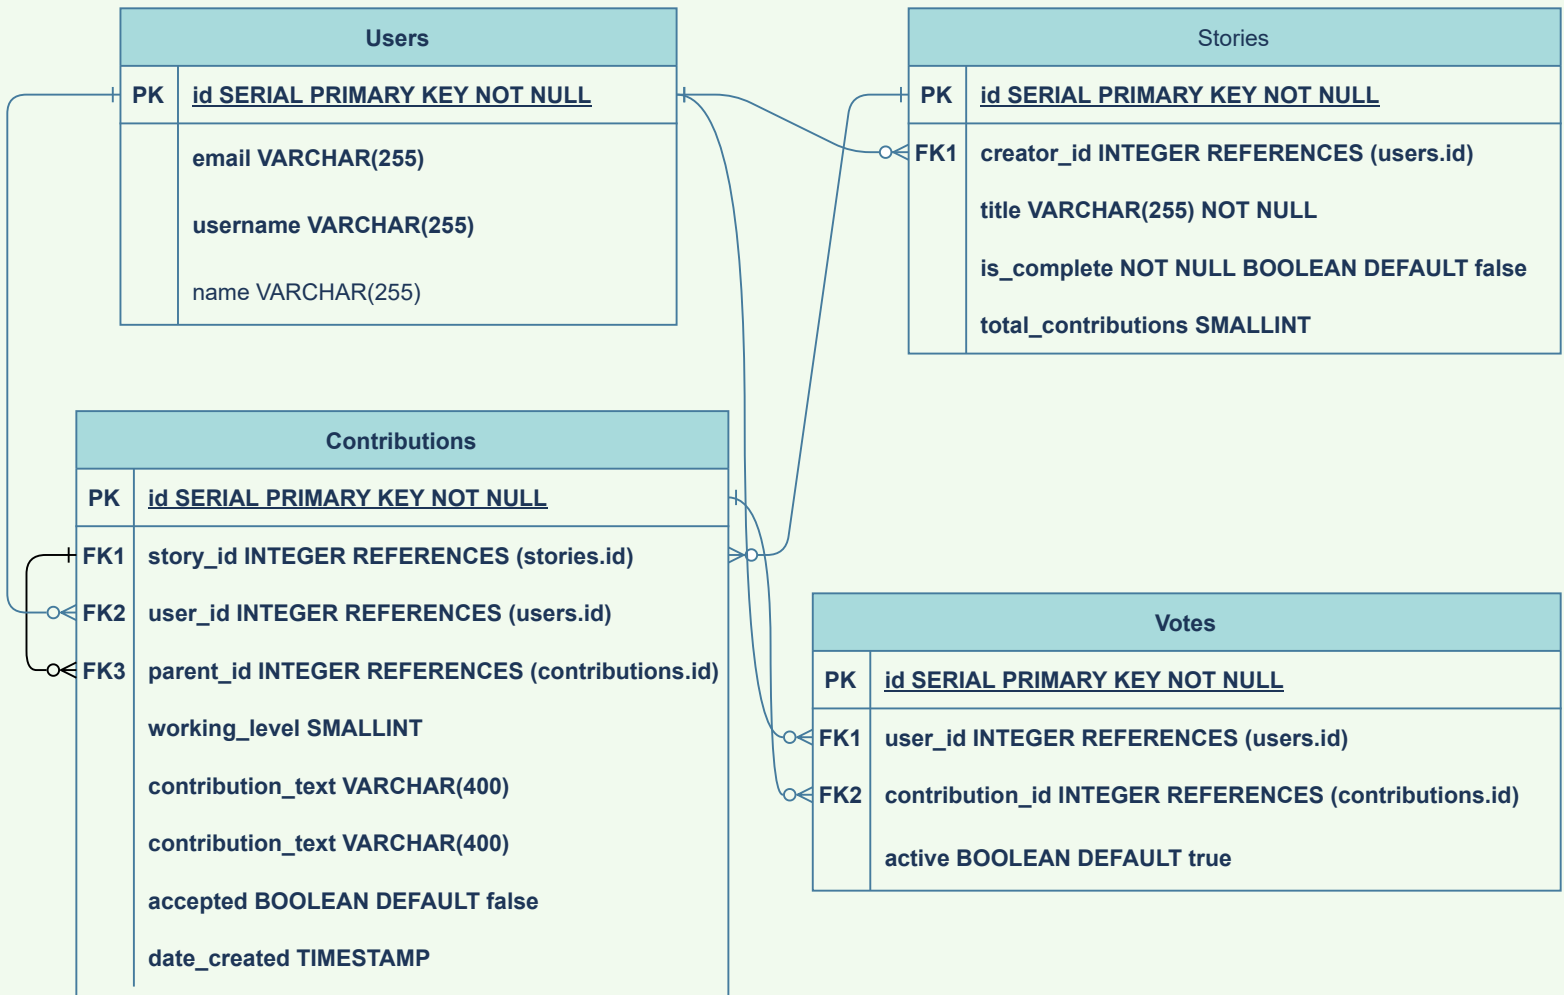 Users
PK id SERIAL PRIMARY KEY NOT NULL
email VARCHAR(255)
username VARCHAR(255)
name VARCHAR(255)
Stories
PK id SERIAL PRIMARY KEY NOT NULL
FK1 creator_id INTEGER REFERENCES (users.id)
title VARCHAR(255) NOT NULL
is_complete NOT NULL BOOLEAN DEFAULT false
total_contributions SMALLINT
Contributions
PK id SERIAL PRIMARY KEY NOT NULL
FK1 story_id INTEGER REFERENCES (stories.id)
FK2 user_id INTEGER REFERENCES (users.id)
FK3 parent_id INTEGER REFERENCES (contributions.id)
working_level SMALLINT
contribution_text VARCHAR(400)
contribution_text VARCHAR(400)
accepted BOOLEAN DEFAULT false
date_created TIMESTAMP
Votes
PK id SERIAL PRIMARY KEY NOT NULL
FK1 user_id INTEGER REFERENCES (users.id)
FK2 contribution_id INTEGER REFERENCES (contributions.id)
active BOOLEAN DEFAULT true